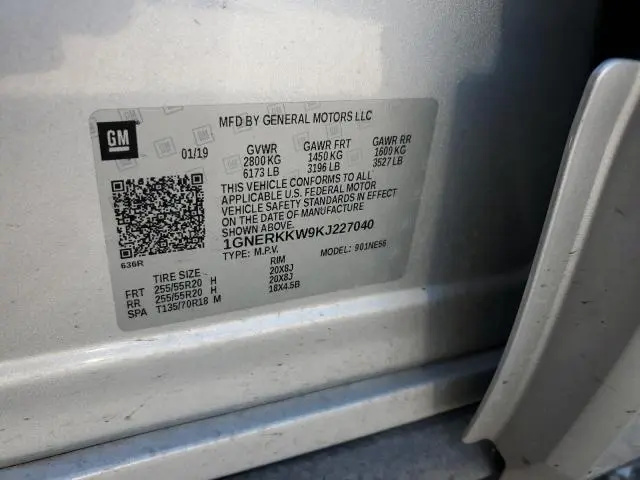 GM
MFD BY GENERAL MOTORS LLC
01/19
GVWR GAWR FRT GAWR RR
2800 KG 1450 KG 1600 KG
6173 LB 3196 LB 3527 LB
THIS VEHICLE CONFORMS TO ALL
APPLICABLE U.S. FEDERAL MOTOR
VEHICLE SAFETY STANDARDS IN EFFECT
ON THE DATE OF MANUFACTURE
1GNERKKW9KJ227040
636R
TYPE: M.P.V. MODEL: 901NE56
TIRE SIZE RIM
FRT 255/55R20 H 20X8J
RR 255/55R20 H 20X8J
SPA T135/70R18 M 18X4.5B